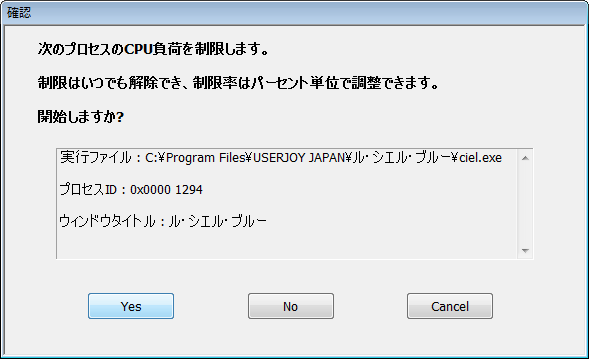 確認
次のプロセスのCPU負荷を制限します。
制限はいつでも解除でき、制限率はパーセント単位で調整できます。
開始しますか?
実行ファイル : C:¥Program Files¥USERJOY JAPAN¥ル・シエル・ブルー¥ciel.exe
プロセスID : 0x0000 1294
ウィンドウタイトル : ル・シエル・ブルー
Yes
No
Cancel